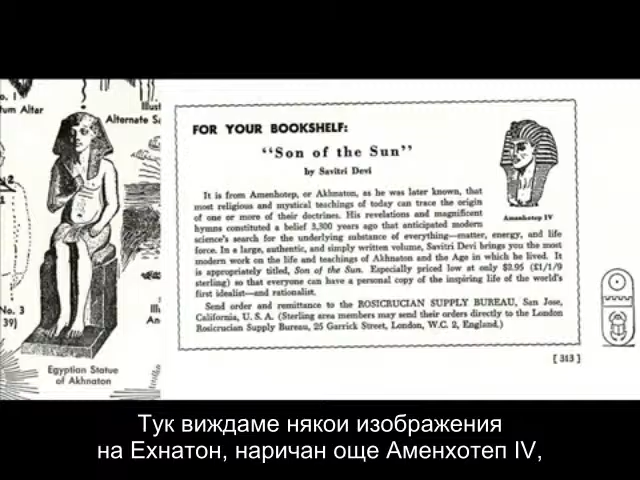 o. 1
tum Altar
Illust
Alternate Sc
2
1
No. 3
39)
Ill
An
Egyptian Statue
of Akhnaton
FOR YOUR BOOKSHELF:
"Son of the Sun"
by Savitri Devi
Amenhotep IV
It is from Amenhotep, or Akhnaton, as he was later known, that
most religious and mystical teachings of today can trace the origin
of one or more of their doctrines. His revelations and magnificent
hymns constituted a belief 3,300 years ago that anticipated modern
science's search for the underlying substance of everything—matter, energy, and life
force. In a large, authentic, and simply written volume, Savitri Devi brings you the most
modern work on the life and teachings of Akhnaton and the Age in which he lived. It
is appropriately titled, Son of the Sun. Especially priced low at only $2.95 (£1/1/9
sterling) so that everyone can have a personal copy of the inspiring life of the world's
first idealist—and rationalist.
Send order and remittance to the ROSICRUCIAN SUPPLY BUREAU, San Jose,
California, U. S. A. (Sterling area members may send their orders directly to the London
Rosicrucian Supply Bureau, 25 Garrick Street, London, W.C. 2, England.)
[ 313 ]
Тук виждаме някои изображения
на Ехнатон, наричан още Аменхотеп IV,